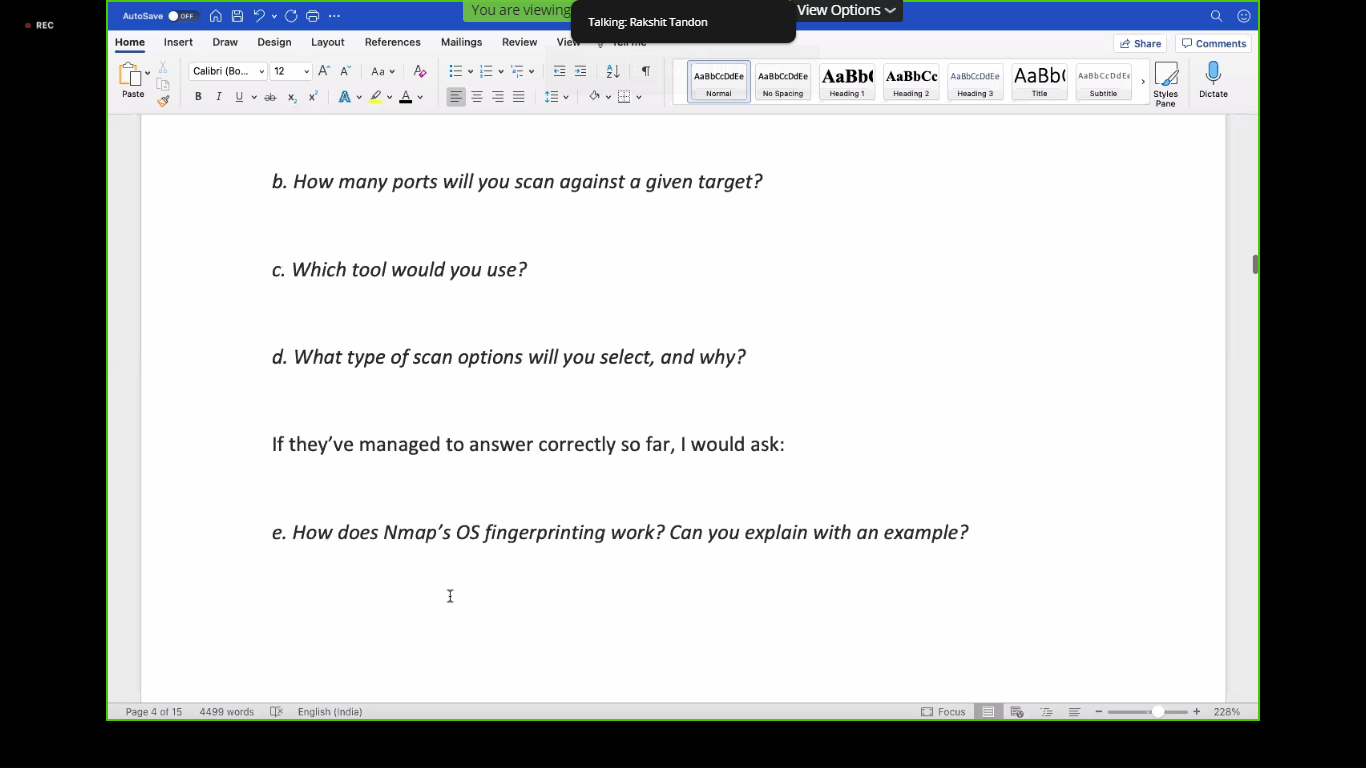 REC
AutoSave OFF
You are viewing
Talking: Rakshit Tandon
View Options
Home Insert Draw Design Layout References Mailings Review View Tell me
Share Comments
Paste
Calibri (Bo... 12
AaBbCcDdEe AaBbCcDdEe AaBb( AaBbCc AaBbCcDdEe AaBb( AaBbCcDdEe
Normal No Spacing Heading 1 Heading 2 Heading 3 Title Subtitle
Styles Pane
Dictate
b. How many ports will you scan against a given target?
c. Which tool would you use?
d. What type of scan options will you select, and why?
If they’ve managed to answer correctly so far, I would ask:
e. How does Nmap’s OS fingerprinting work? Can you explain with an example?
Page 4 of 15 4499 words English (India) Focus 228%